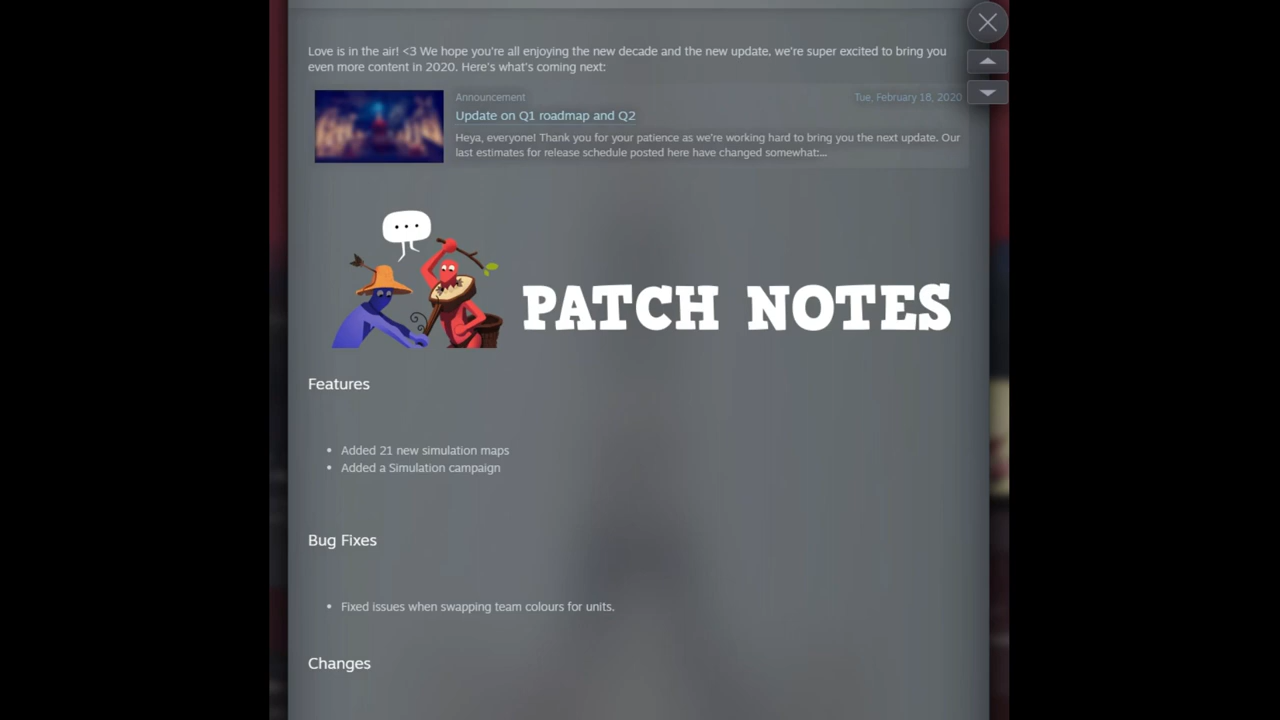 Love is in the air! <3 We hope you're all enjoying the new decade and the new update, we're super excited to bring you
even more content in 2020. Here's what's coming next:
Announcement
Tue, February 18, 2020
Update on Q1 roadmap and Q2
Heya, everyone! Thank you for your patience as we're working hard to bring you the next update. Our
last estimates for release schedule posted here have changed somewhat:...
PATCH NOTES
Features
• Added 21 new simulation maps
• Added a Simulation campaign
Bug Fixes
• Fixed issues when swapping team colours for units.
Changes